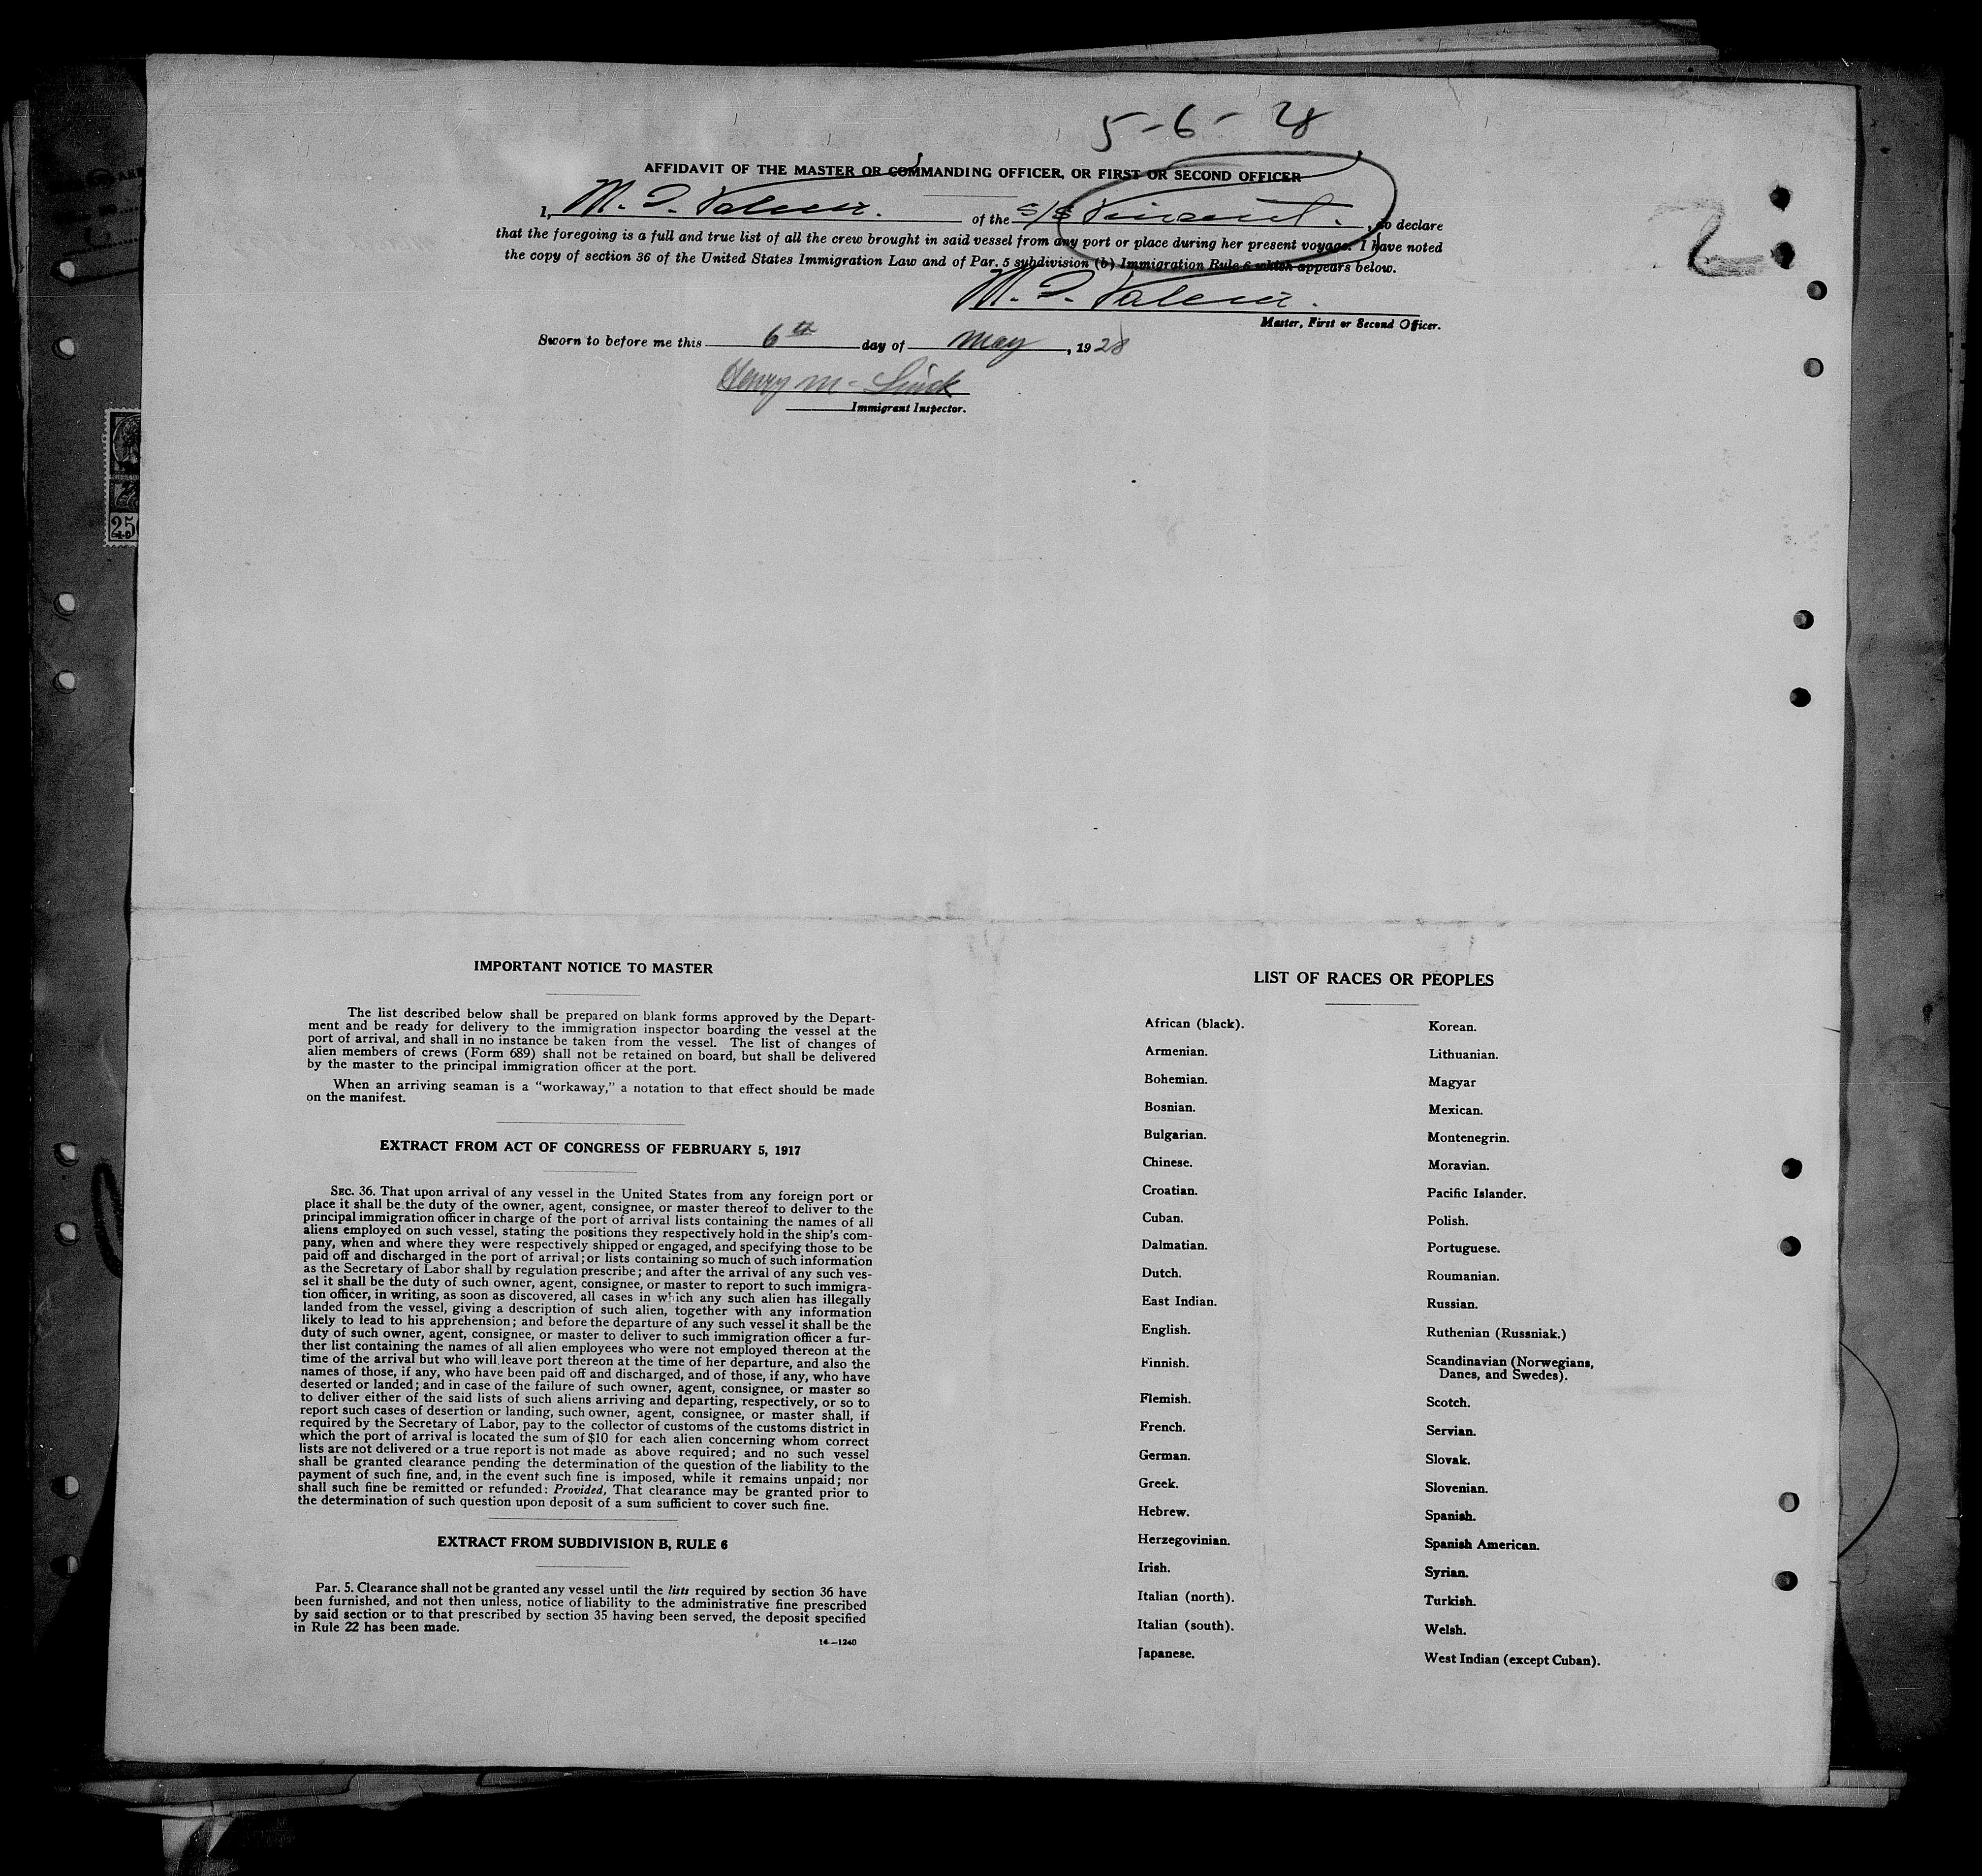 5-6-28
AFFIDAVIT OF THE MASTER OR COMMANDING OFFICER, OR FIRST OR SECOND OFFICER
I, M. I. of the S/S Vincent. , do declare
that the foregoing is a full and true list of all the crew brought in said vessel from any port or place during her present voyage. I have noted
the copy of section 36 of the United States Immigration Law and of Par. 5 subdivision (b) Immigration Rule 6 which appears below.
M. I.
Master, First or Second Officer.
Sworn to before me this 6th day of May, 1928
Henry M.
Immigrant Inspector.
25
IMPORTANT NOTICE TO MASTER
The list described below shall be prepared on blank forms approved by the Depart-
ment and be ready for delivery to the immigration inspector boarding the vessel at the
port of arrival, and shall in no instance be taken from the vessel. The list of changes of
alien members of crews (Form 689) shall not be retained on board, but shall be delivered
by the master to the principal immigration officer at the port.
When an arriving seaman is a “workaway,” a notation to that effect should be made
on the manifest.
EXTRACT FROM ACT OF CONGRESS OF FEBRUARY 5, 1917
SEC. 36. That upon arrival of any vessel in the United States from any foreign port or
place it shall be the duty of the owner, agent, consignee, or master thereof to deliver to the
principal immigration officer in charge of the port of arrival lists containing the names of all
aliens employed on such vessel, stating the positions they respectively hold in the ship's com-
pany, when and where they were respectively shipped or engaged, and specifying those to be
paid off and discharged in the port of arrival; or lists containing so much of such information
as the Secretary of Labor shall by regulation prescribe; and after the arrival of any such ves-
sel it shall be the duty of such owner, agent, consignee, or master to report to such immigra-
tion officer, in writing, as soon as discovered, all cases in which any such alien has illegally
landed from the vessel, giving a description of such alien, together with any information
likely to lead to his apprehension; and before the departure of any such vessel it shall be the
duty of such owner, agent, consignee, or master to deliver to such immigration officer a fur-
ther list containing the names of all alien employees who were not employed thereon at the
time of the arrival but who will leave port thereon at the time of her departure, and also the
names of those, if any, who have been paid off and discharged, and of those, if any, who have
deserted or landed; and in case of the failure of such owner, agent, consignee, or master so
to deliver either of the said lists of such aliens arriving and departing, respectively, or so to
report such cases of desertion or landing, such owner, agent, consignee, or master shall, if
required by the Secretary of Labor, pay to the collector of customs of the customs district in
which the port of arrival is located the sum of $10 for each alien concerning whom correct
lists are not delivered or a true report is not made as above required; and no such vessel
shall be granted clearance pending the determination of the question of the liability to the
payment of such fine, and, in the event such fine is imposed, while it remains unpaid; nor
shall such fine be remitted or refunded: Provided, That clearance may be granted prior to
the determination of such question upon deposit of a sum sufficient to cover such fine.
EXTRACT FROM SUBDIVISION B, RULE 6
Par. 5. Clearance shall not be granted any vessel until the lists required by section 36 have
been furnished, and not then unless, notice of liability to the administrative fine prescribed
by said section or to that prescribed by section 35 having been served, the deposit specified
in Rule 22 has been made.
14—1240
LIST OF RACES OR PEOPLES
African (black).
Armenian.
Bohemian.
Bosnian.
Bulgarian.
Chinese.
Croatian.
Cuban.
Dalmatian.
Dutch.
East Indian.
English.
Finnish.
Flemish.
French.
German.
Greek.
Hebrew.
Herzegovinian.
Irish.
Italian (north).
Italian (south).
Japanese.
Korean.
Lithuanian.
Magyar
Mexican.
Montenegrin.
Moravian.
Pacific Islander.
Polish.
Portuguese.
Roumanian.
Russian.
Ruthenian (Russniak.)
Scandinavian (Norwegians,
Danes, and Swedes).
Scotch.
Servian.
Slovak.
Slovenian.
Spanish.
Spanish American.
Syrian.
Turkish.
Welsh.
West Indian (except Cuban).